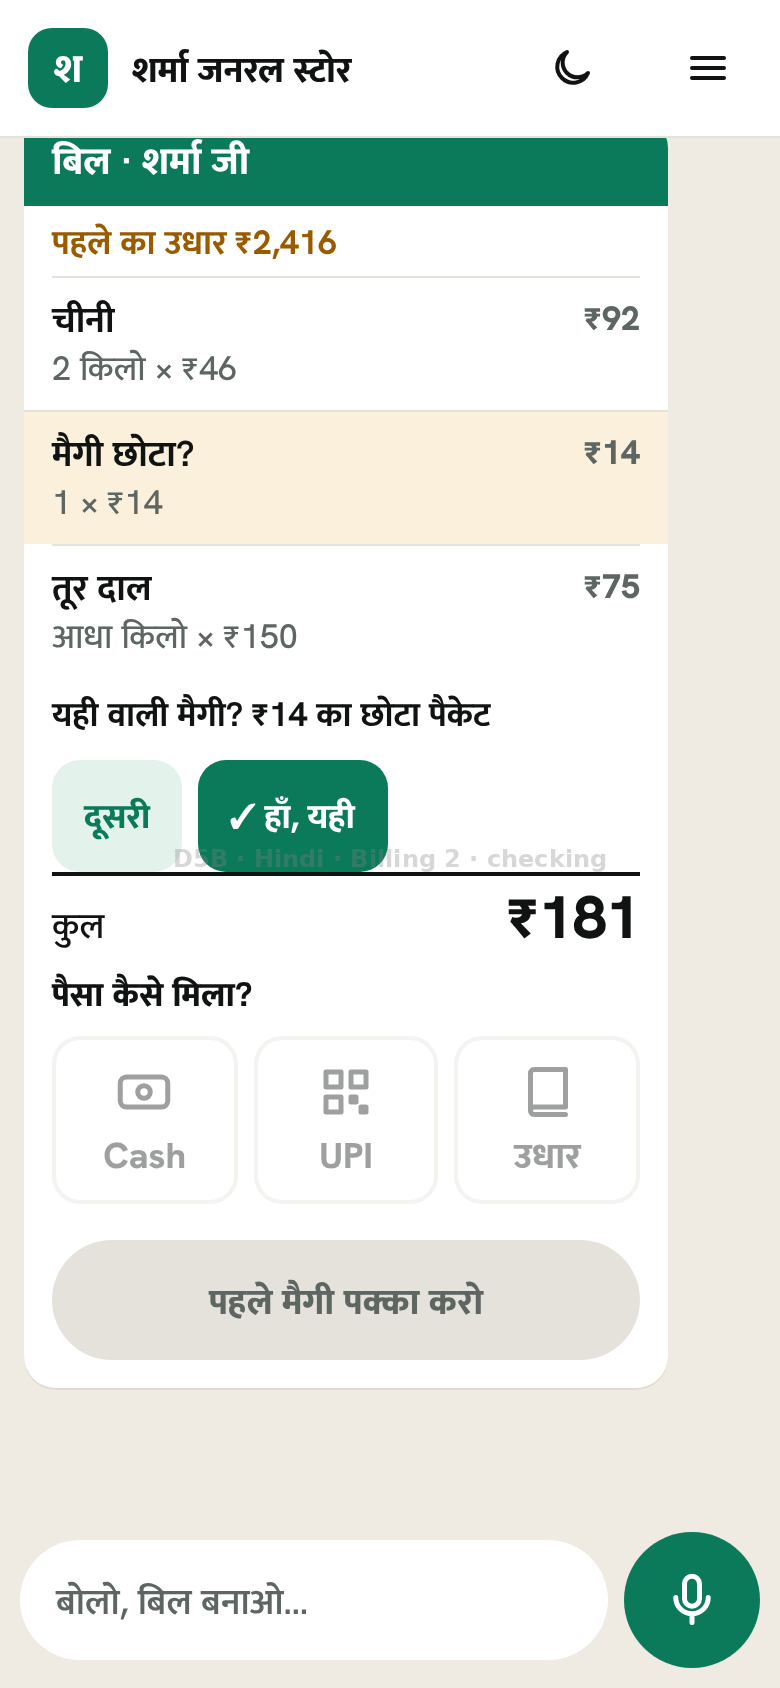 श
शर्मा जनरल स्टोर
बिल · शर्मा जी
पहले का उधार ₹2,416
चीनी ₹92
2 किलो × ₹46
मैगी छोटा? ₹14
1 × ₹14
तूर दाल ₹75
आधा किलो × ₹150
यही वाली मैगी? ₹14 का छोटा पैकेट
दूसरी ✓ हाँ, यही
D5B · Hindi · Billing 2 · checking
कुल ₹181
पैसा कैसे मिला?
Cash UPI उधार
पहले मैगी पक्का करो
बोलो, बिल बनाओ...